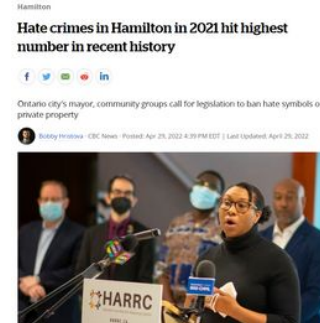 Hamilton
Hate crimes in Hamilton in 2021 hit highest
number in recent history
Ontario city's mayor, community groups call for legislation to ban hate symbols o
private property
Bobby Hristova · CBC News · Posted: Apr 29, 2022 4:39 PM EDT | Last Updated: April 29, 2022
HARRC